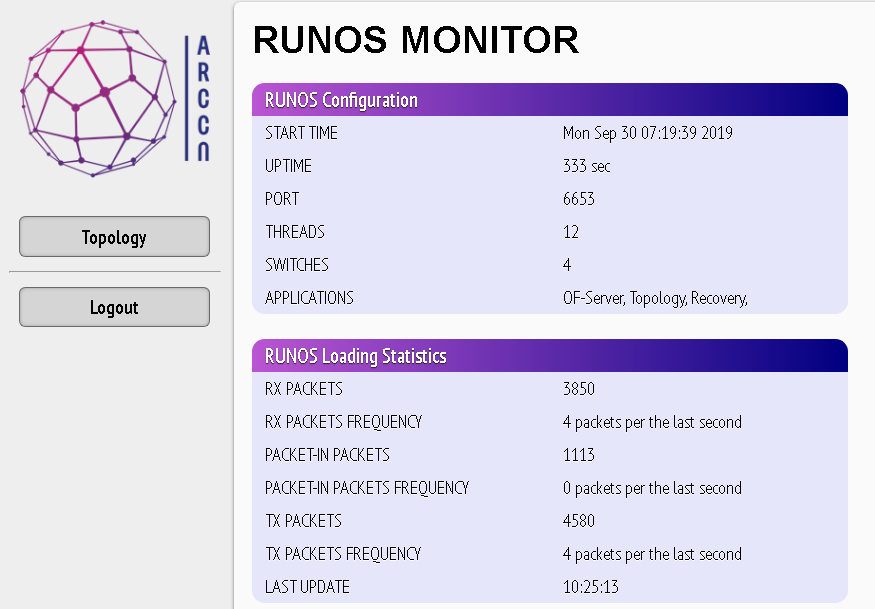 ARCCN
Topology
Logout
RUNOS MONITOR
RUNOS Configuration
START TIME Mon Sep 30 07:19:39 2019
UPTIME 333 sec
PORT 6653
THREADS 12
SWITCHES 4
APPLICATIONS OF-Server, Topology, Recovery,
RUNOS Loading Statistics
RX PACKETS 3850
RX PACKETS FREQUENCY 4 packets per the last second
PACKET-IN PACKETS 1113
PACKET-IN PACKETS FREQUENCY 0 packets per the last second
TX PACKETS 4580
TX PACKETS FREQUENCY 4 packets per the last second
LAST UPDATE 10:25:13